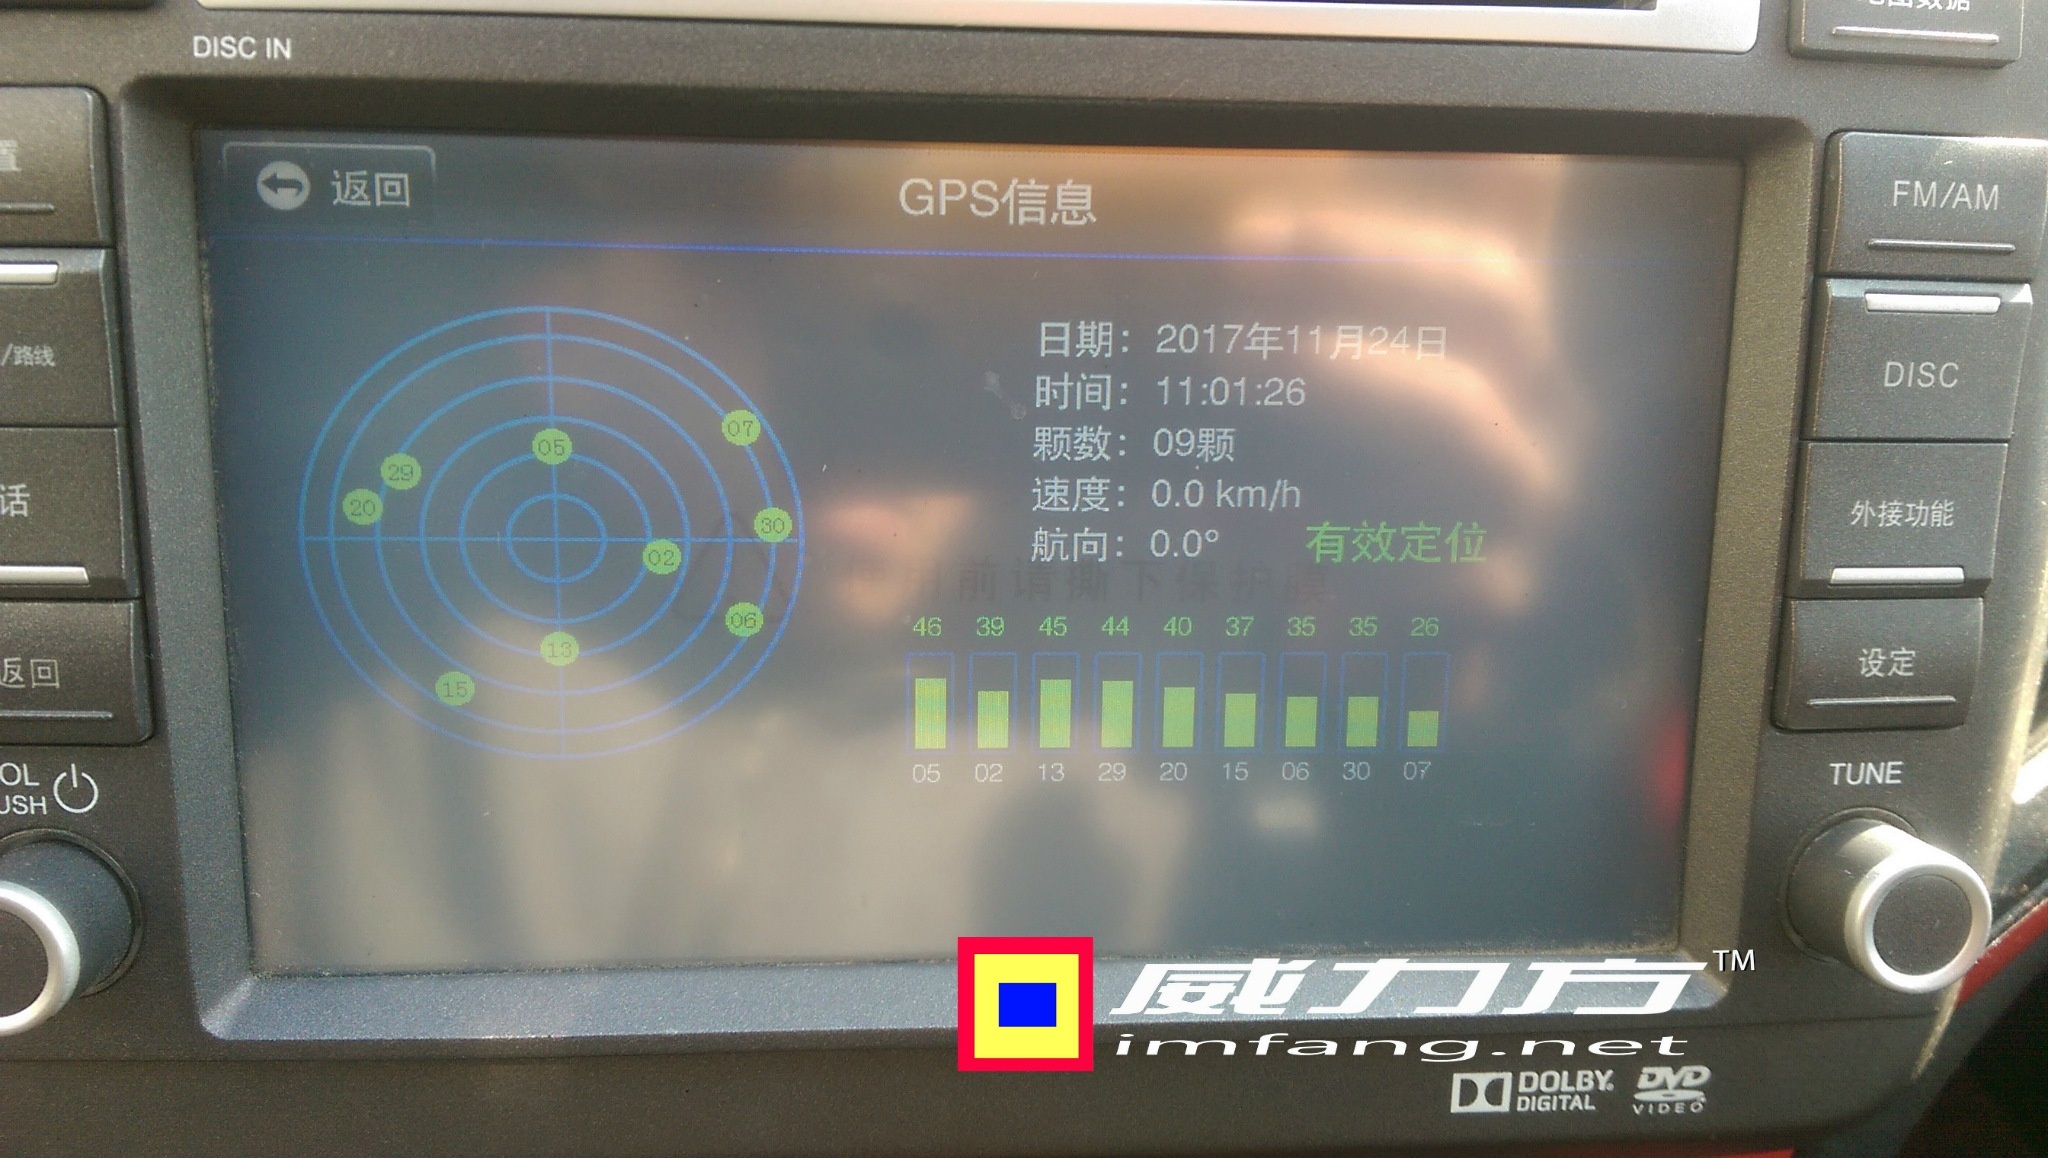 DISC IN
地图数据
置
返回
GPS信息
FM/AM
日期：2017年11月24日
时间：11:01:26
/路线
DISC
07
05
颗数：09颗
29
速度：0.0 km/h
20
话
外接功能
30
航向：0.0°
有效定位
02
前请撕下保护膜
06
46 39 45 44 40 37 35 35 26
13
返回
设定
15
05 02 13 29 20 15 06 30 07
OL
USH
TUNE
威力方™
imfang.net
DOLBY®
DIGITAL
DVD
VIDEO